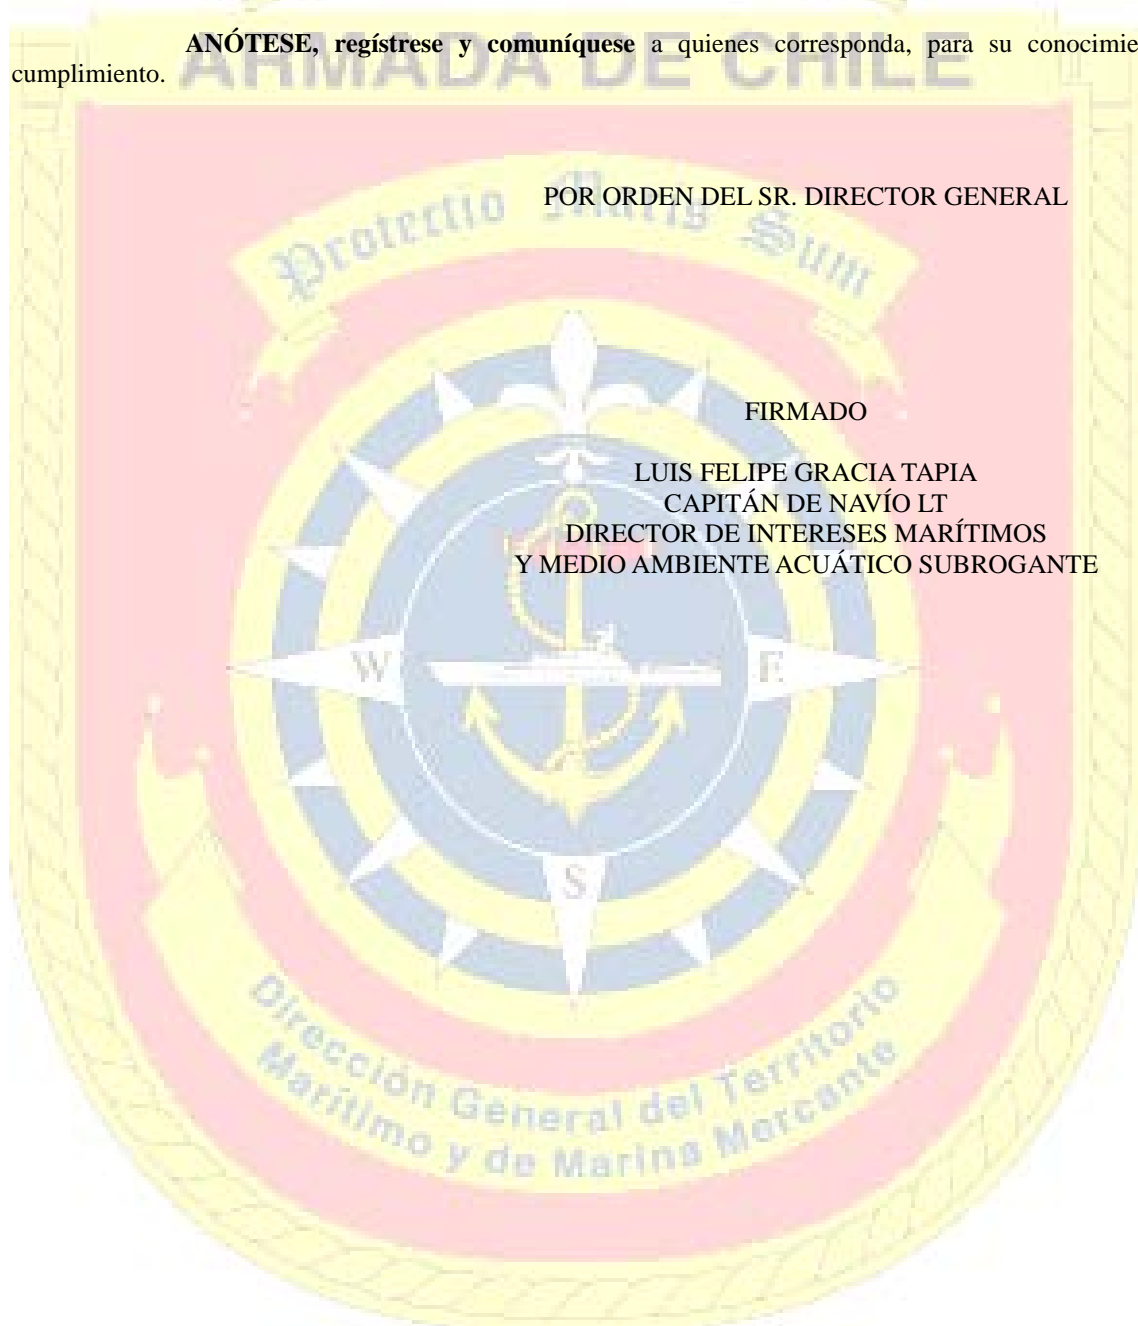 ANÓTESE, regístrese y comuníquese a quienes corresponda, para su
cumplimiento.
ARMADA DE CHILE
Protectio Maris Sum
POR ORDEN DEL SR. DIRECTOR GENERAL
FIRMADO
LUIS FELIPE GRACIA TAPIA
CAPITÁN DE NAVÍO LT
DIRECTOR DE INTERESES MARÍTIMOS
Y MEDIO AMBIENTE ACUÁTICO SUBROGANTE
W
E
S
Dirección General del Territorio
Marítimo y de Marina Mercante